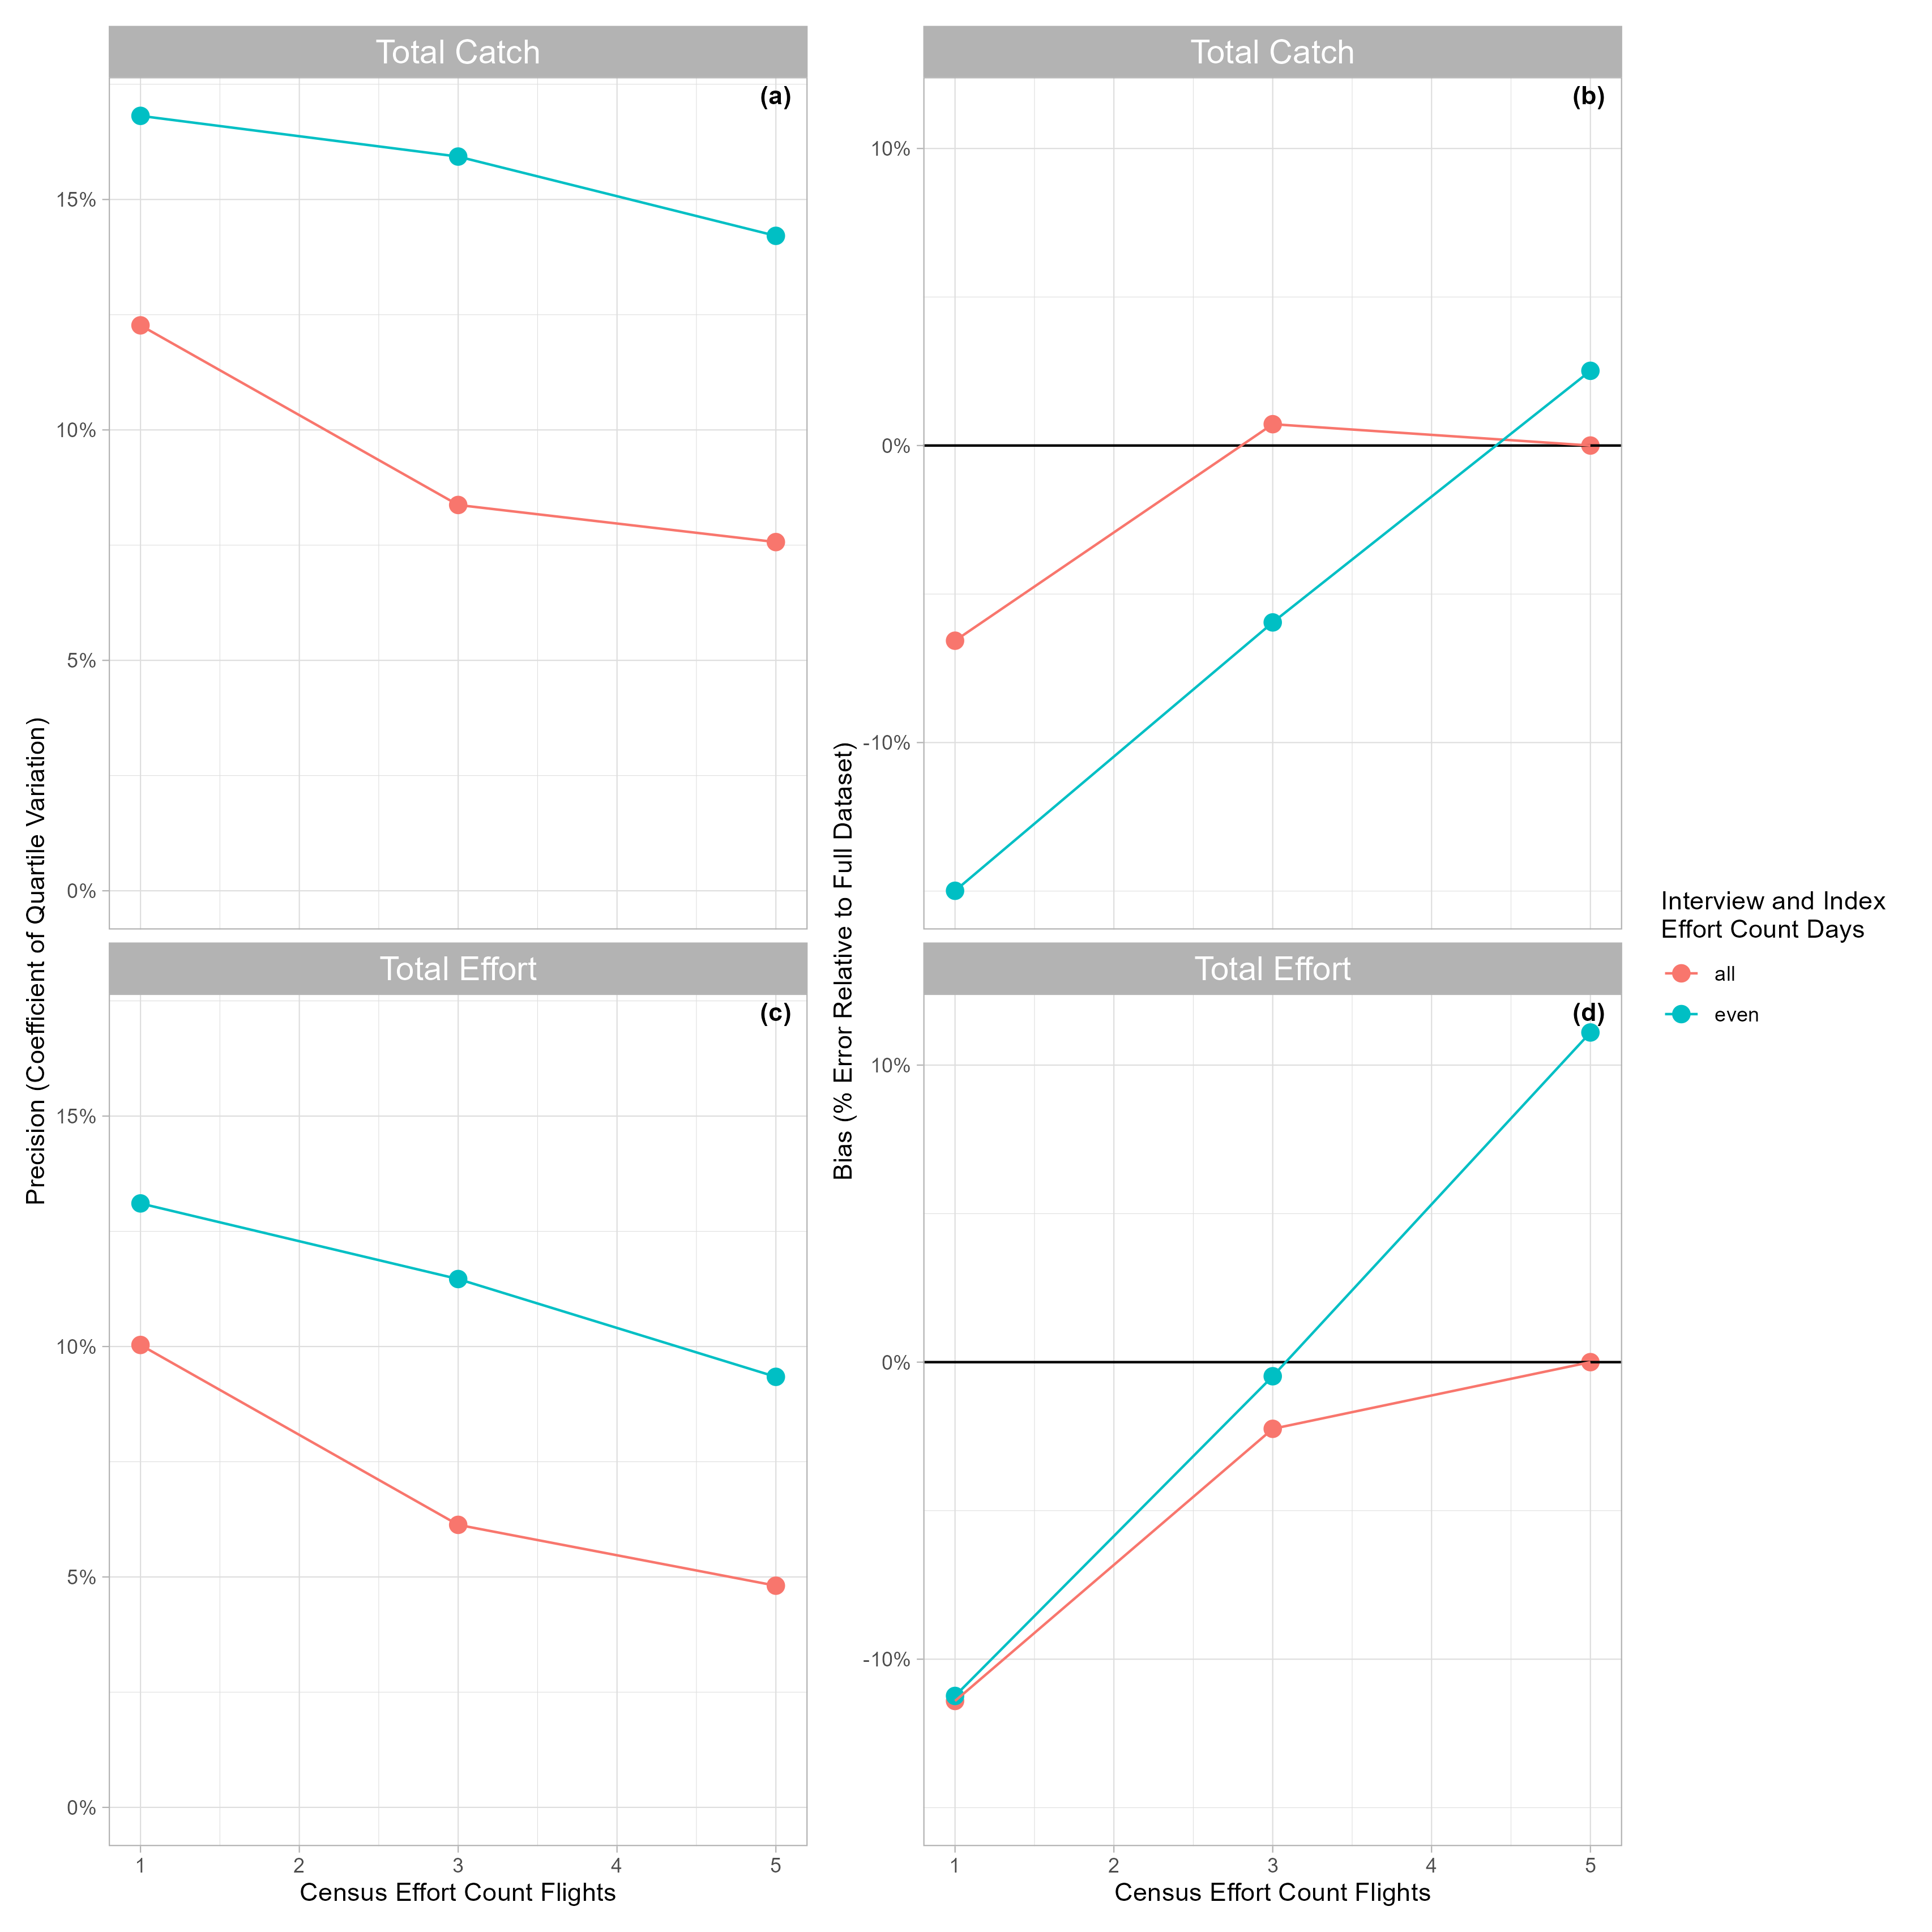 Total Catch
(a)
15%
10%
5%
0%
Total Catch
(b)
10%
0%
-10%
Total Effort
(c)
15%
10%
5%
0%
1 2 3 4 5
Census Effort Count Flights
Total Effort
(d)
10%
0%
-10%
1 2 3 4 5
Census Effort Count Flights
Precision (Coefficient of Quartile Variation)
Bias (% Error Relative to Full Dataset)
Interview and Index
Effort Count Days
all
even